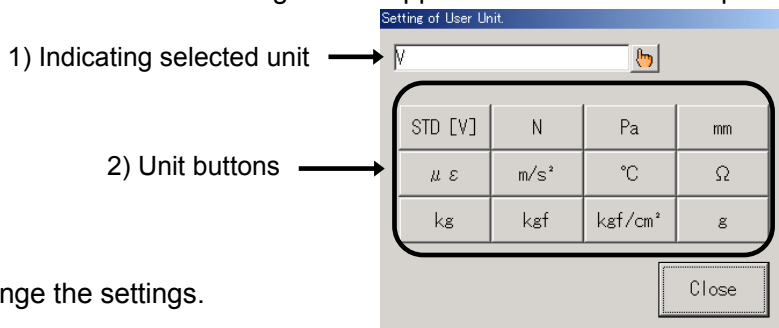 Setting of User Unit.
1) Indicating selected unit
V
STD [V] N Pa mm
2) Unit buttons
μ ε m/s² ℃ Ω
kg kgf kgf/cm² g
Close
nge the settings.